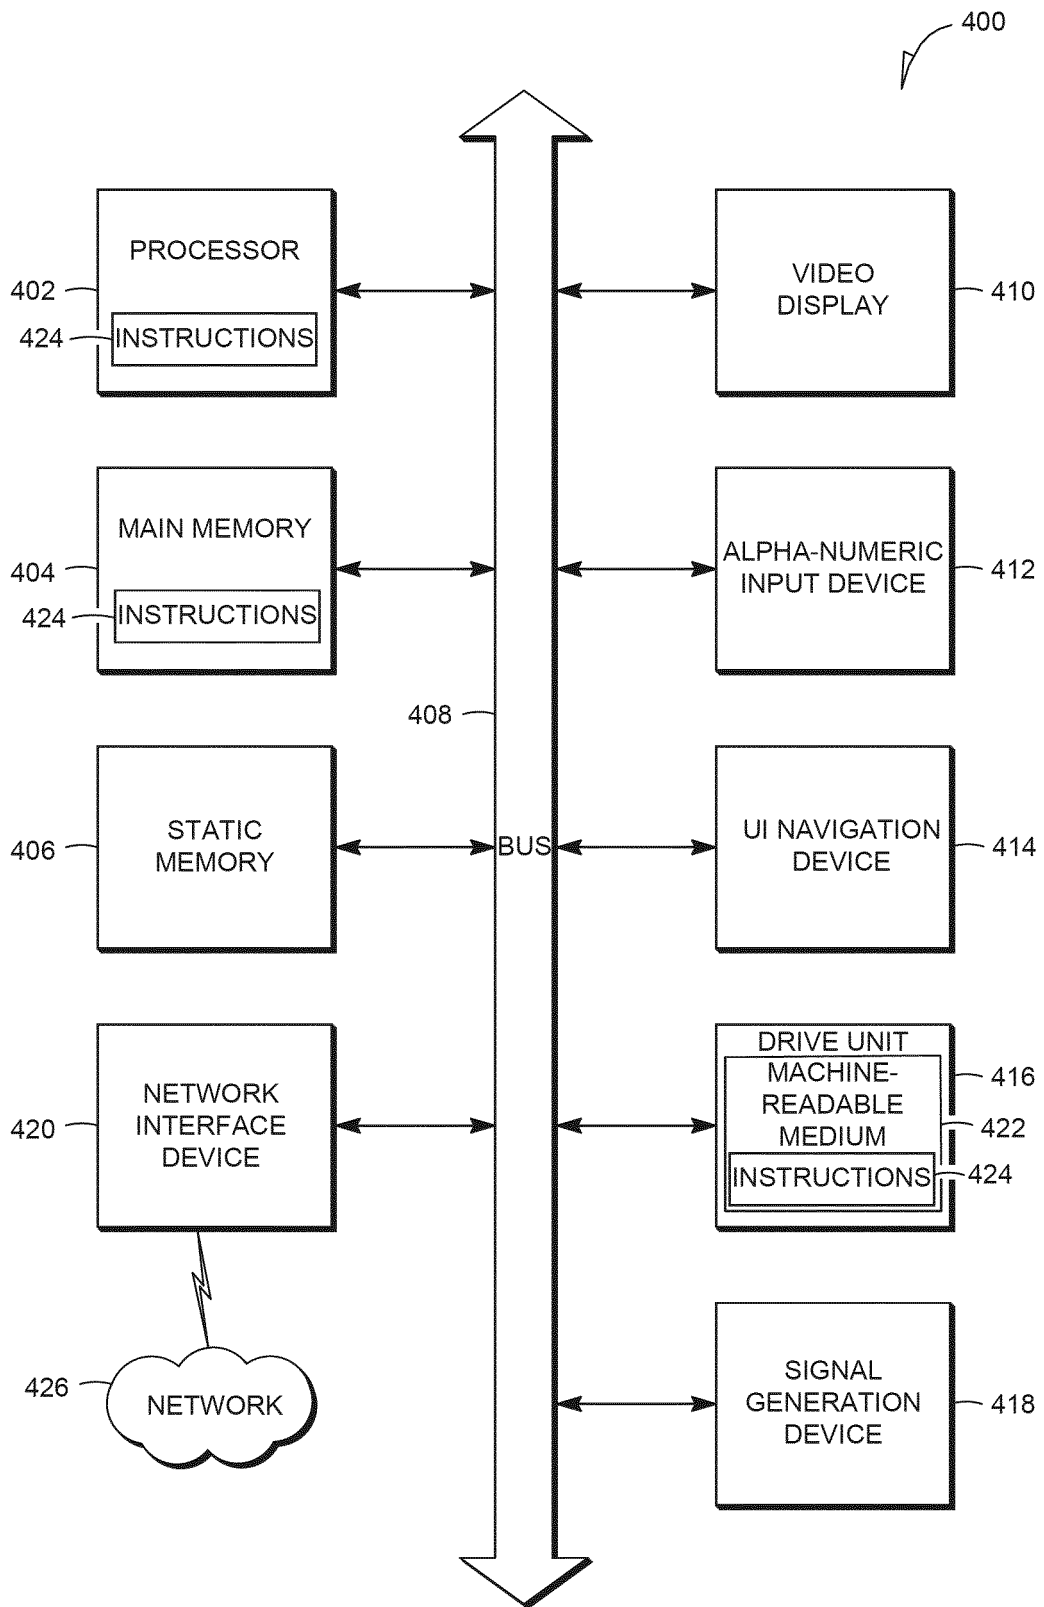 400
PROCESSOR
402
424
INSTRUCTIONS
VIDEO
DISPLAY
410
MAIN MEMORY
404
424
INSTRUCTIONS
ALPHA-NUMERIC
INPUT DEVICE
412
408
STATIC
MEMORY
406
BUS
UI NAVIGATION
DEVICE
414
NETWORK
INTERFACE
DEVICE
420
DRIVE UNIT
MACHINE-
READABLE
MEDIUM
INSTRUCTIONS
416
422
424
NETWORK
426
SIGNAL
GENERATION
DEVICE
418